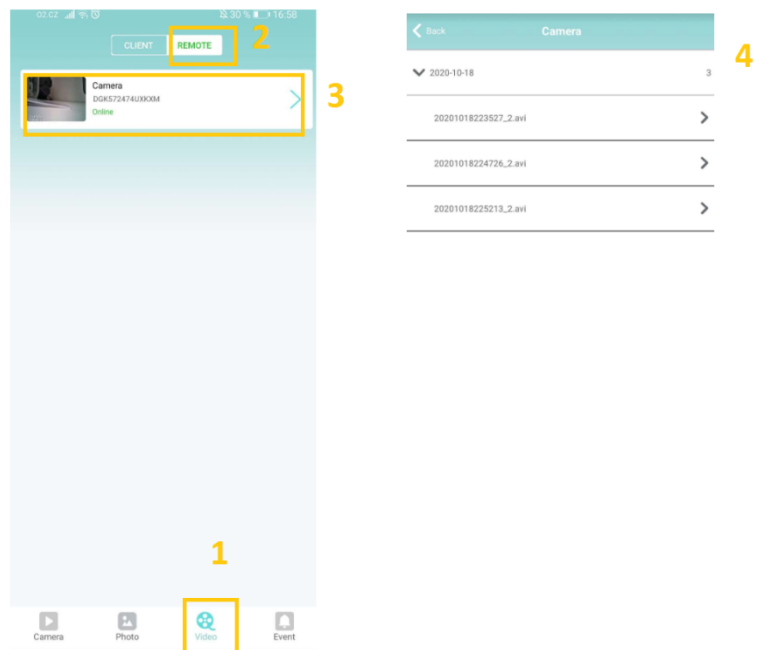 O2.CZ 30 % 16:58
CLIENT REMOTE
2
Camera
DGK572474UXKXM
Online
3
1
Camera Photo Video Event
Back Camera
4
2020-10-18 3
20201018223527_2.avi
20201018224726_2.avi
20201018225213_2.avi